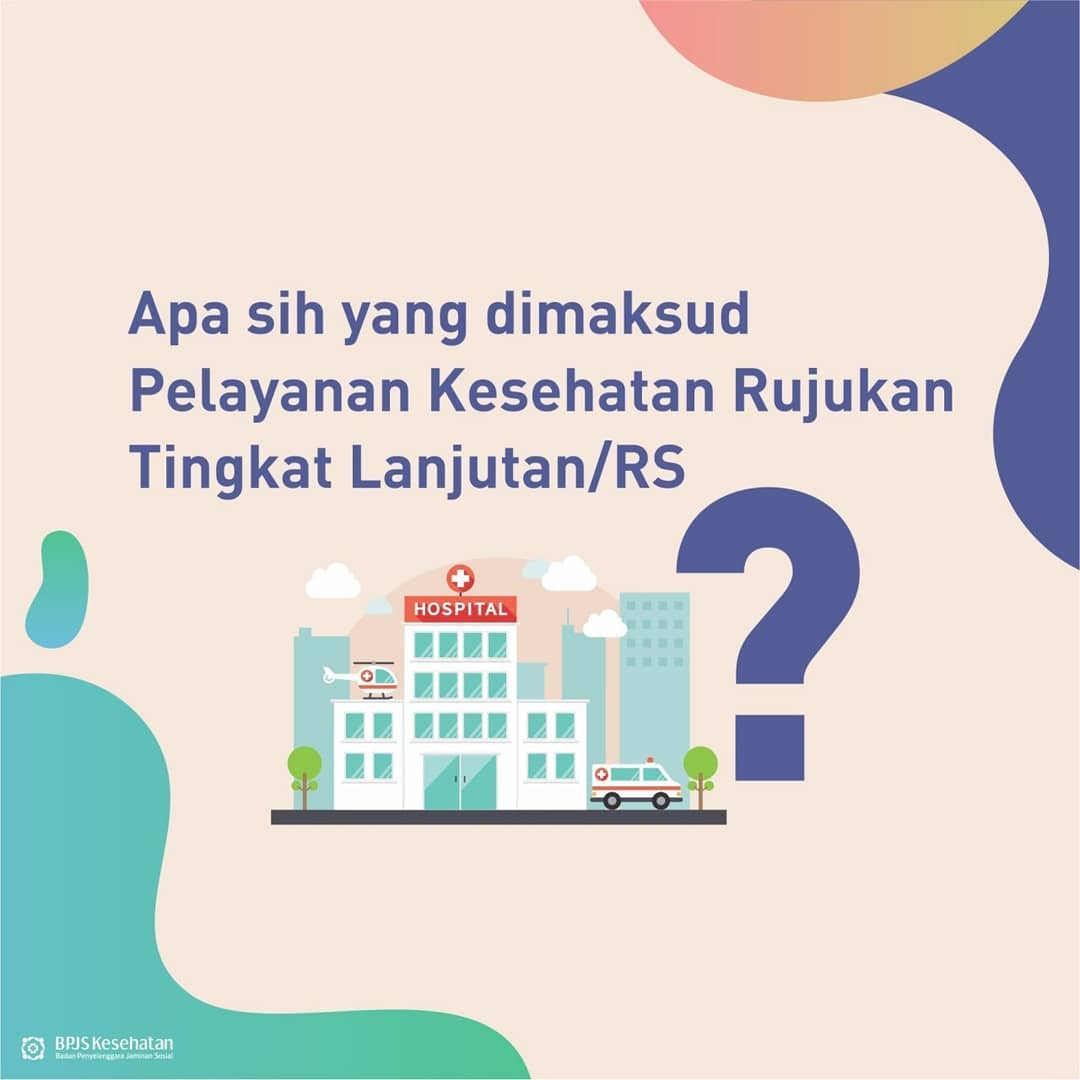 Apa sih yang dimaksud
Pelayanan Kesehatan Rujukan
Tingkat Lanjutan/RS
?
HOSPITAL
BPJS Kesehatan
Badan Penyelenggara Jaminan Sosial